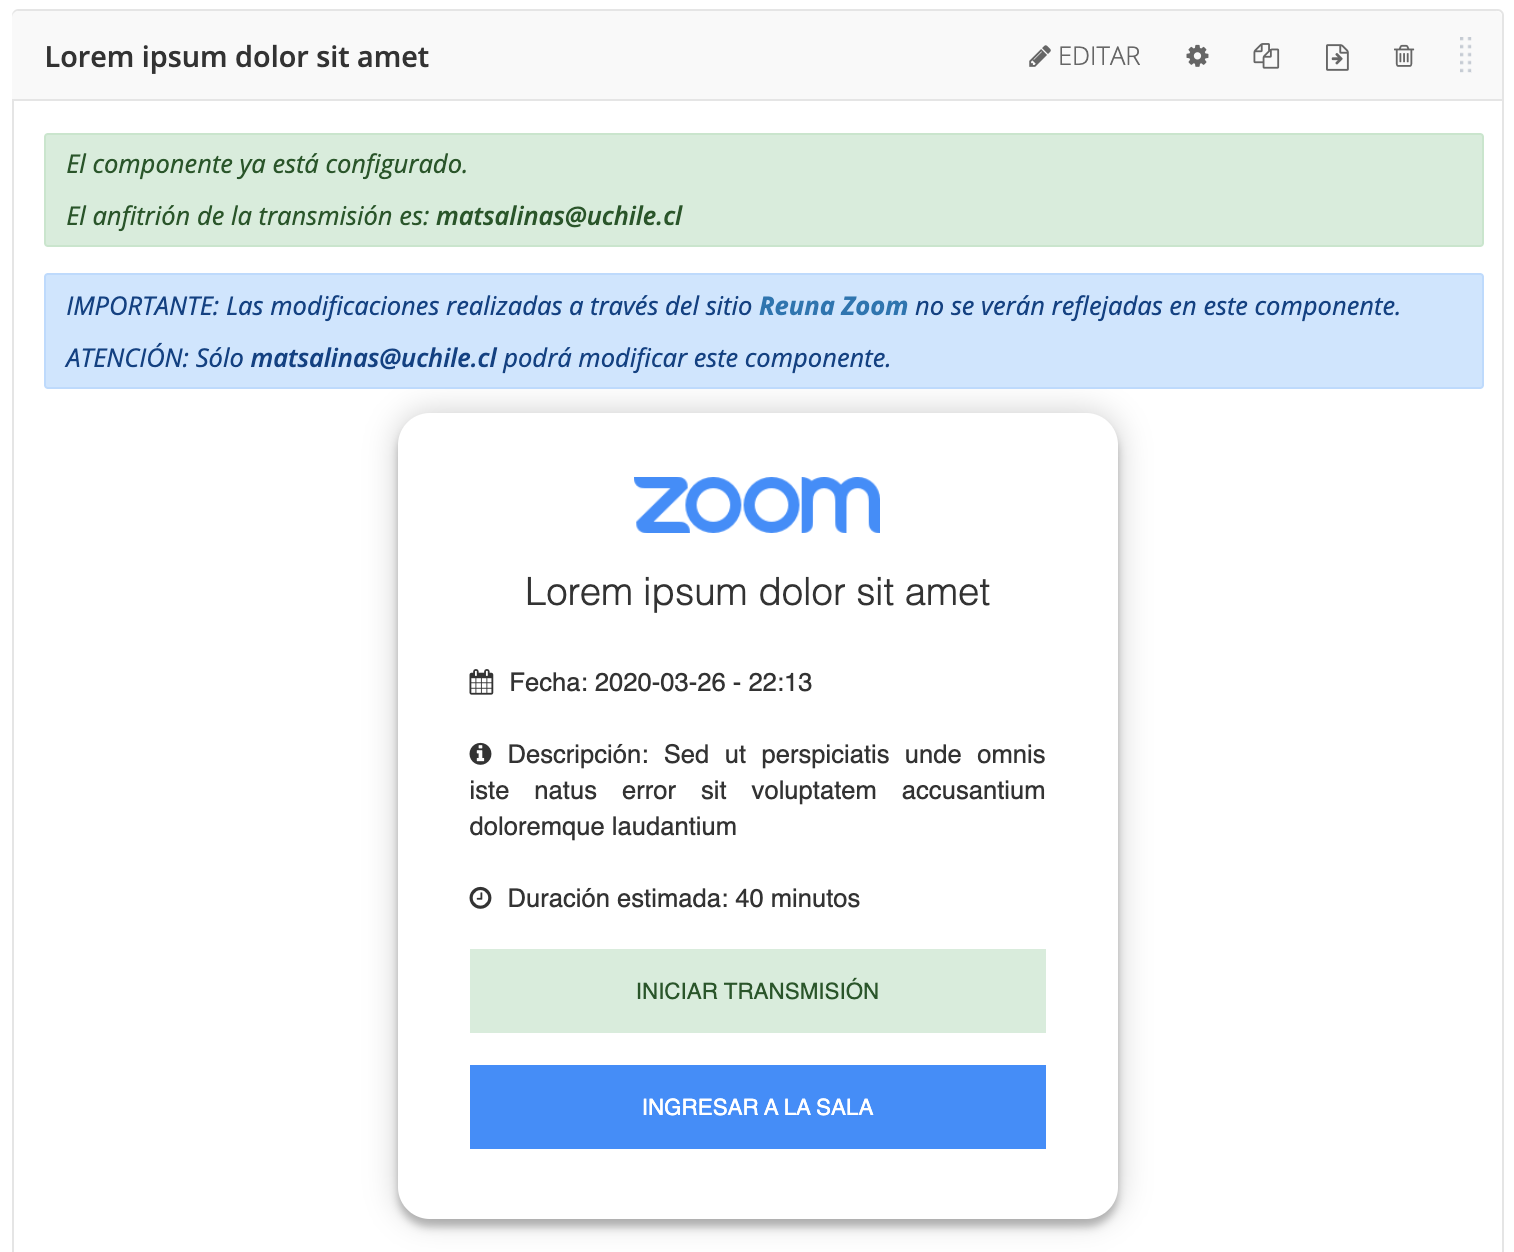 Lorem ipsum dolor sit amet
EDITAR
El componente ya está configurado.
El anfitrión de la transmisión es: matsalinas@uchile.cl
IMPORTANTE: Las modificaciones realizadas a través del sitio Reuna Zoom no se verán reflejadas en este componente.
ATENCIÓN: Sólo matsalinas@uchile.cl podrá modificar este componente.
zoom
Lorem ipsum dolor sit amet
Fecha: 2020-03-26 - 22:13
Descripción: Sed ut perspiciatis unde omnis
iste natus error sit voluptatem accusantium
doloremque laudantium
Duración estimada: 40 minutos
INICIAR TRANSMISIÓN
INGRESAR A LA SALA